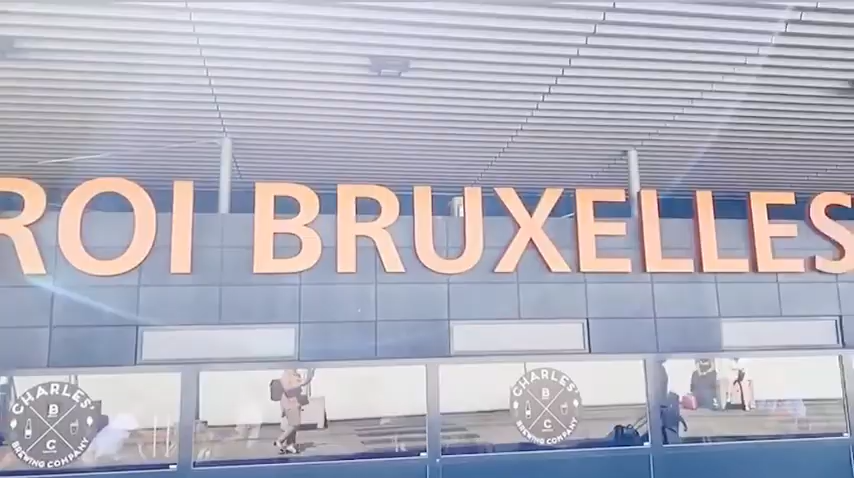 ROI BRUXELLES
CHARLES'
B
C
BREWING COMPANY
CHARLES'
B
C
BREWING COMPANY